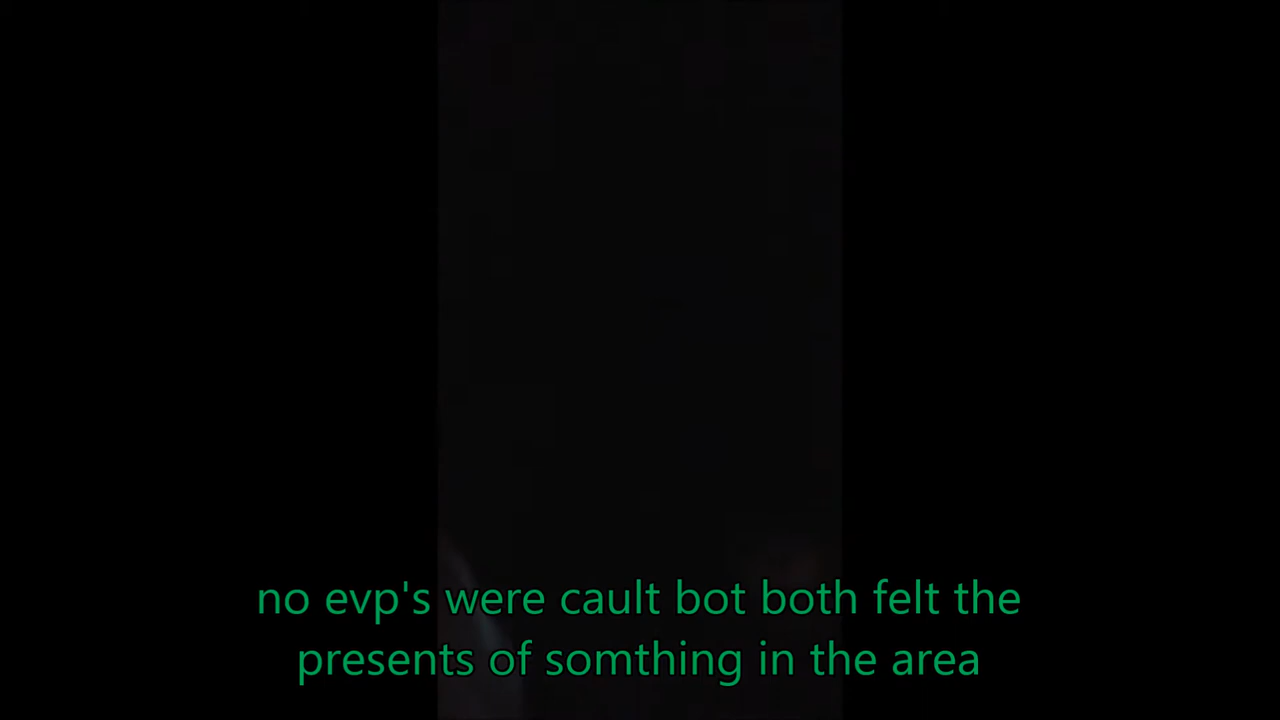 no evp's were cault bot both felt the
presents of somthing in the area